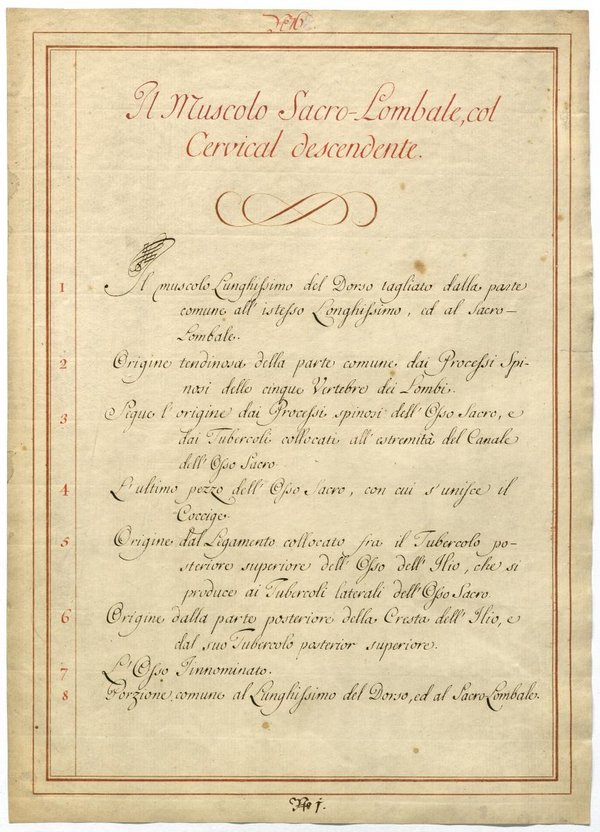 Il Muscolo Sacro-Lombale, col
Cervical descendente.
1 Il muscolo Lunghissimo del Dorso tagliato dalla parte
comune all' istesso Longhissimo, ed al Sacro-
Lombale.
2 Origine tendinosa della parte comune dai Processi Spi-
nosi delle cinque Vertebre dei Lombi.
3 Segue l' origine dai Processi spinosi dell' Osso Sacro, e
dai Tubercoli collocati all' estremità del Canale
dell' Osso Sacro
4 L'ultimo pezzo dell' Osso Sacro, con cui s'unisce il
Coccige.
5 Origine dal Legamento collocato fra il Tubercolo po-
steriore superiore dell' Osso dell' Ilio, che si
produce ai Tubercoli laterali dell' Osso Sacro.
6 Origine dalla parte posteriore della Cresta dell' Ilio, e
dal suo Tubercolo posterior superiore.
7 L'Osso Innominato.
8 Porzione comune al Lunghissimo del Dorso, ed al Sacro-Lombale.
No 1.